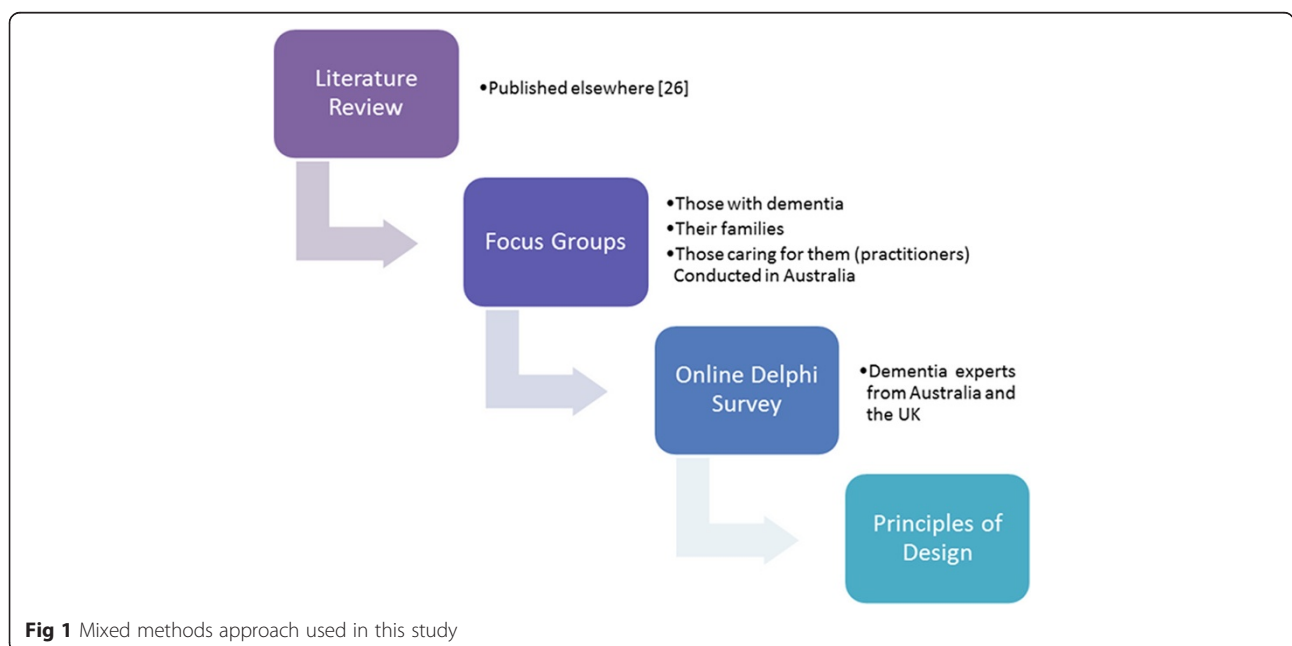 Literature
Review
•Published elsewhere [26]
Focus Groups
•Those with dementia
•Their families
•Those caring for them (practitioners)
Conducted in Australia
Online Delphi
Survey
•Dementia experts
from Australia and
the UK
Principles of
Design
Fig 1 Mixed methods approach used in this study